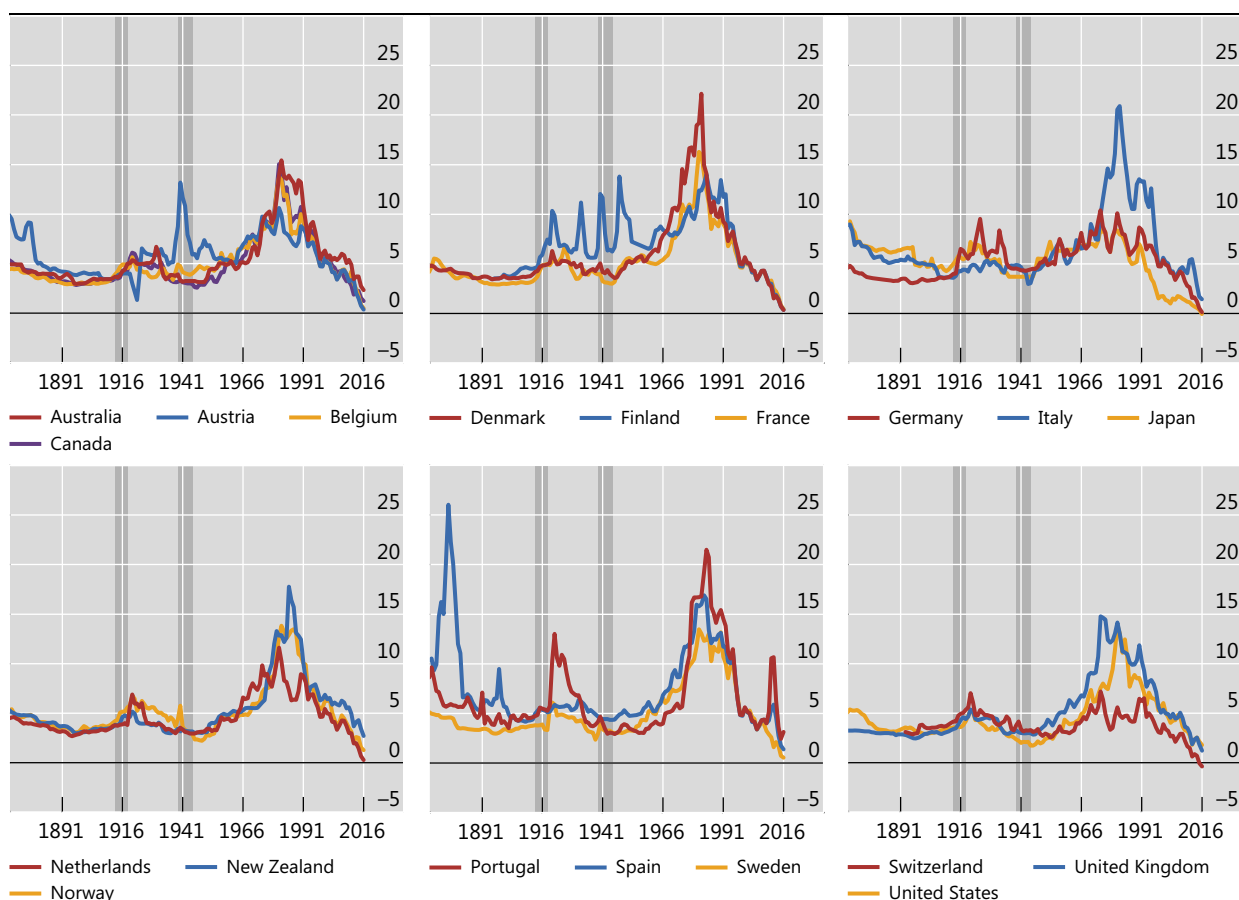 25 25 25
20 20 20
15 15 15
10 10 10
5 5 5
0 0 0
–5 –5 –5
1891 1916 1941 1966 1991 2016 1891 1916 1941 1966 1991 2016 1891 1916 1941 1966 1991 2016
Australia Austria Belgium Denmark Finland France Germany Italy Japan
Canada
25 25 25
20 20 20
15 15 15
10 10 10
5 5 5
0 0 0
–5 –5 –5
1891 1916 1941 1966 1991 2016 1891 1916 1941 1966 1991 2016 1891 1916 1941 1966 1991 2016
Netherlands New Zealand Portugal Spain Sweden Switzerland United Kingdom
Norway United States